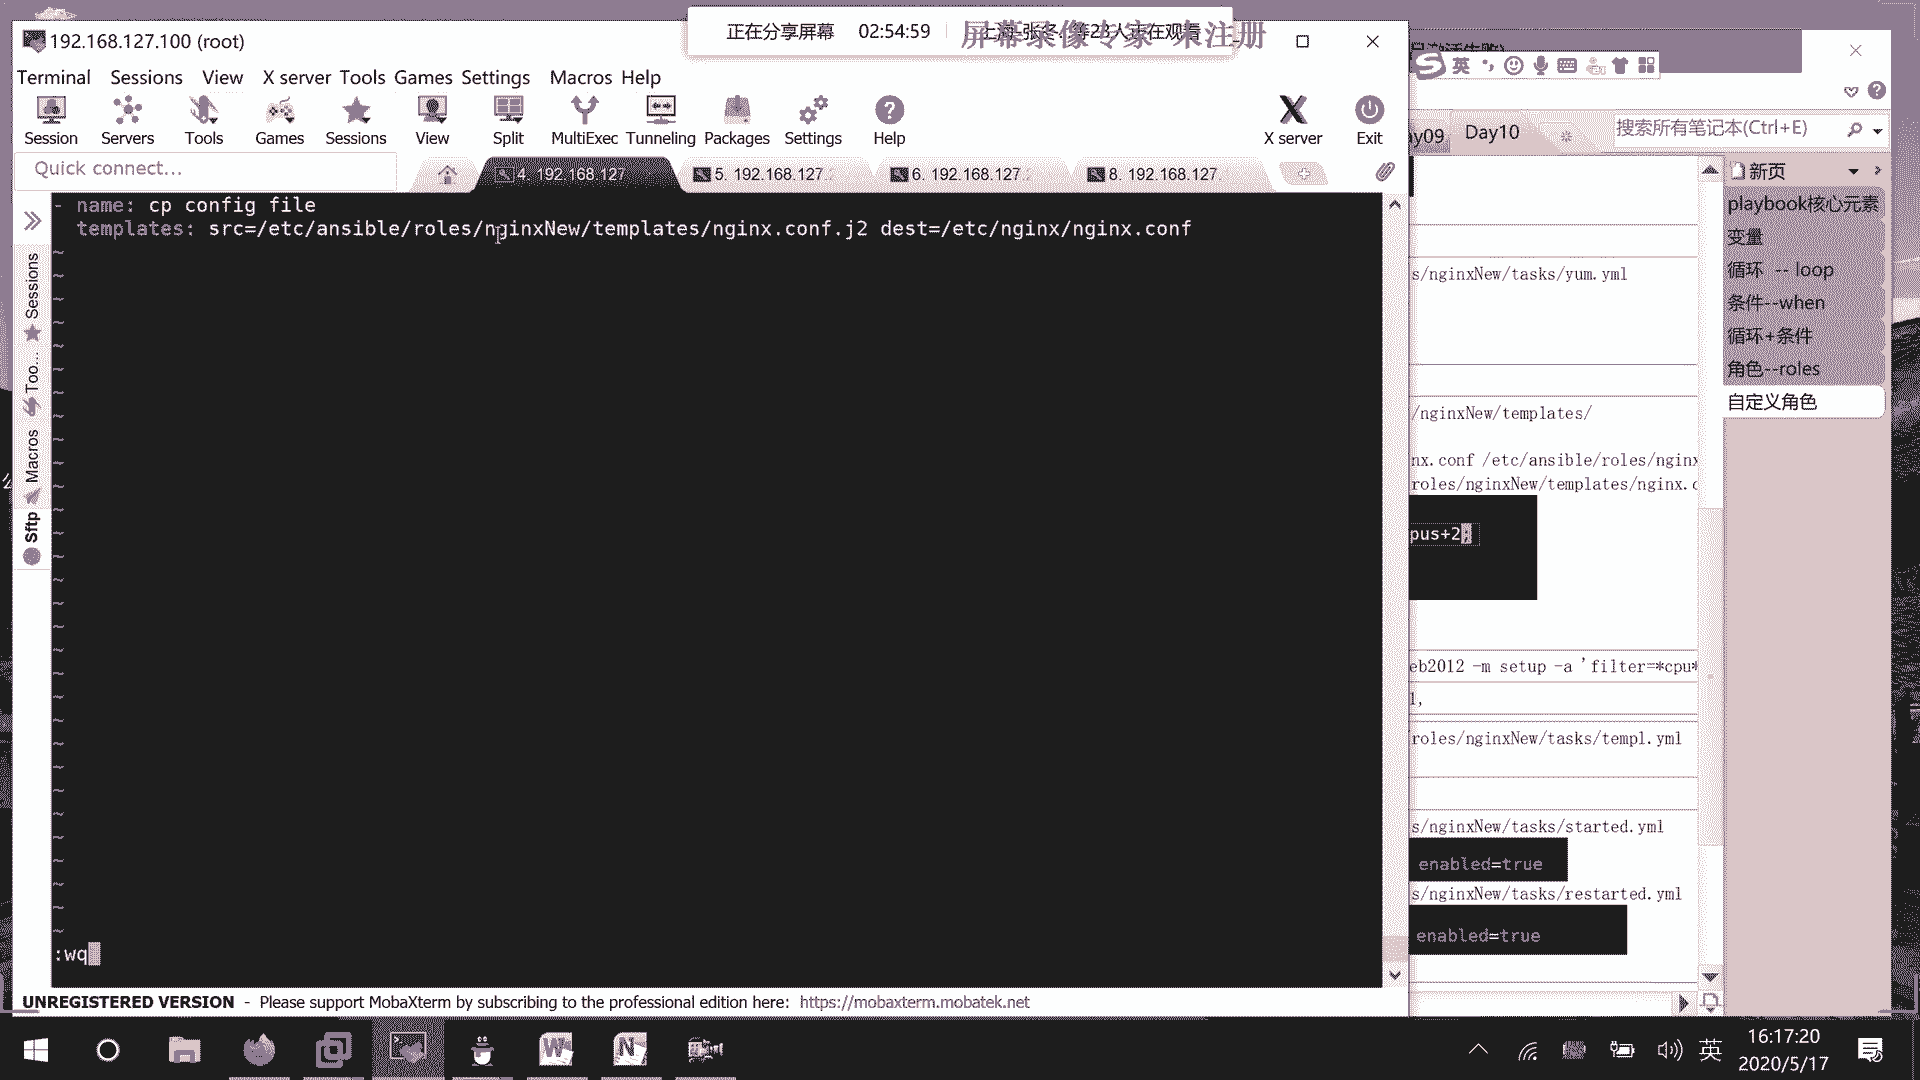 正在分享屏幕 02:54:59
屏幕录像专家 未注册
192.168.127.100 (root)
Terminal Sessions View X server Tools Games Settings Macros Help
Session Servers Tools Games Sessions View Split MultiExec Tunneling Packages Settings Help X server Exit
Quick connect...
4. 192.168.127
5. 192.168.127.
6. 192.168.127.
8. 192.168.127.
- name: cp config file
templates: src=/etc/ansible/roles/nginxNew/templates/nginx.conf.j2 dest=/etc/nginx/nginx.conf
:wq
Sessions
Too...
Macros
Sftp
UNREGISTERED VERSION - Please support MobaXterm by subscribing to the professional edition here: https://mobaxterm.mobatek.net
英
ay09 Day10
搜索所有笔记本(Ctrl+E)
新页
playbook核心元素
变量
循环 -- loop
条件--when
循环+条件
角色--roles
自定义角色
s/nginxNew/tasks/yum.yml
/nginxNew/templates/
nx.conf /etc/ansible/roles/nginx
roles/nginxNew/templates/nginx.c
pus+2
eb2012 -m setup -a 'filter=*cpu*
l,
roles/nginxNew/tasks/templ.yml
s/nginxNew/tasks/started.yml
enabled=true
s/nginxNew/tasks/restarted.yml
enabled=true
英
16:17:20
2020/5/17